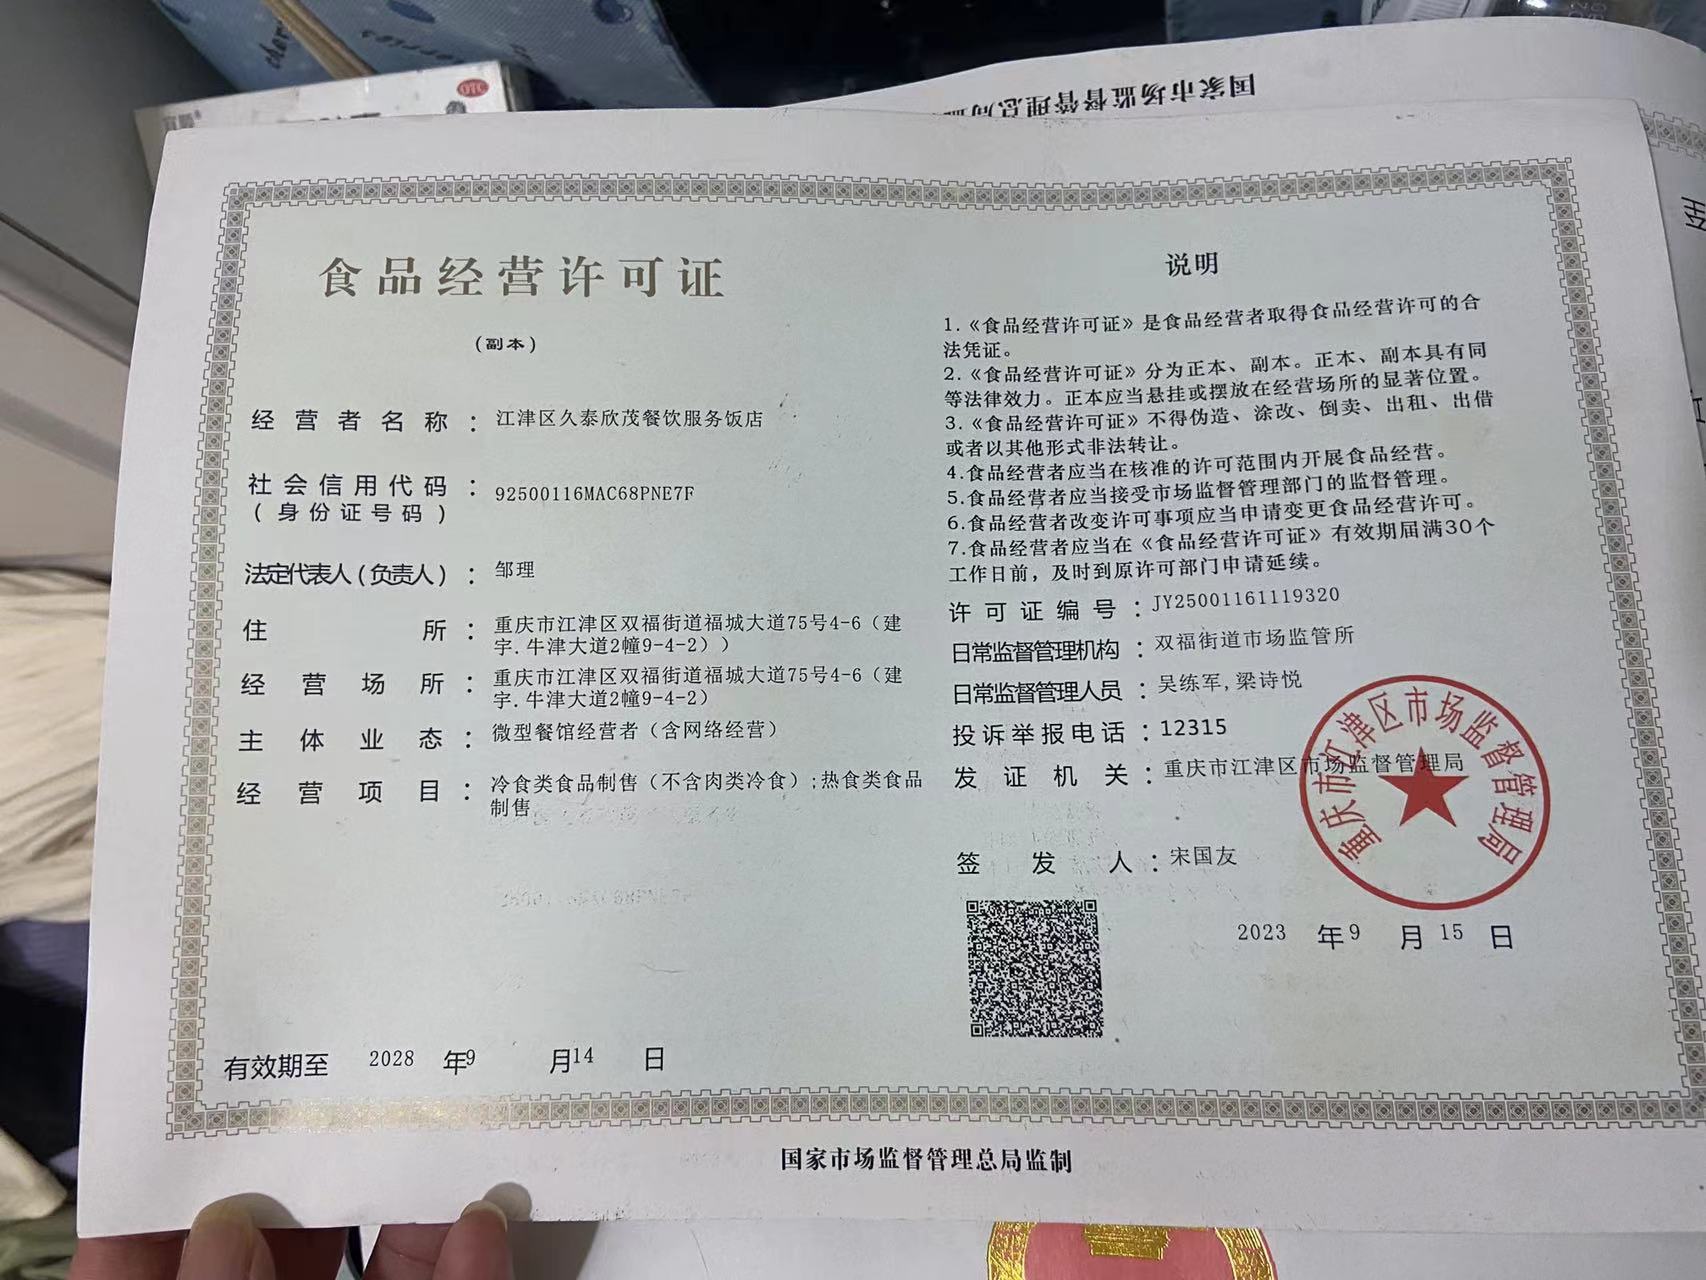 cherries
OTC
国家市场监督管理总局监
食品经营许可证
(副本)
经营者名称：江津区久泰欣茂餐饮服务饭店
社会信用代码：92500116MAC68PNE7F
(身份证号码)
法定代表人(负责人)：邹理
住所：重庆市江津区双福街道福城大道75号4-6（建
宇.牛津大道2幢9-4-2））
经营场所：重庆市江津区双福街道福城大道75号4-6（建
宇.牛津大道2幢9-4-2）
主体业态：微型餐馆经营者（含网络经营）
经营项目：冷食类食品制售（不含肉类冷食）;热食类食品
制售
有效期至 2028 年9 月14 日
说明
1.《食品经营许可证》是食品经营者取得食品经营许可的合
法凭证。
2.《食品经营许可证》分为正本、副本。正本、副本具有同
等法律效力。正本应当悬挂或摆放在经营场所的显著位置。
3.《食品经营许可证》不得伪造、涂改、倒卖、出租、出借
或者以其他形式非法转让。
4.食品经营者应当在核准的许可范围内开展食品经营。
5.食品经营者应当接受市场监督管理部门的监督管理。
6.食品经营者改变许可事项应当申请变更食品经营许可。
7.食品经营者应当在《食品经营许可证》有效期届满30个
工作日前，及时到原许可部门申请延续。
许可证编号：JY25001161119320
日常监督管理机构：双福街道市场监管所
日常监督管理人员：吴练军,梁诗悦
投诉举报电话：12315
发证机关：重庆市江津区市场监督管理局
签发人：宋国友
重庆市江津区市场监督管理局
2023 年9 月 15 日
国家市场监督管理总局监制